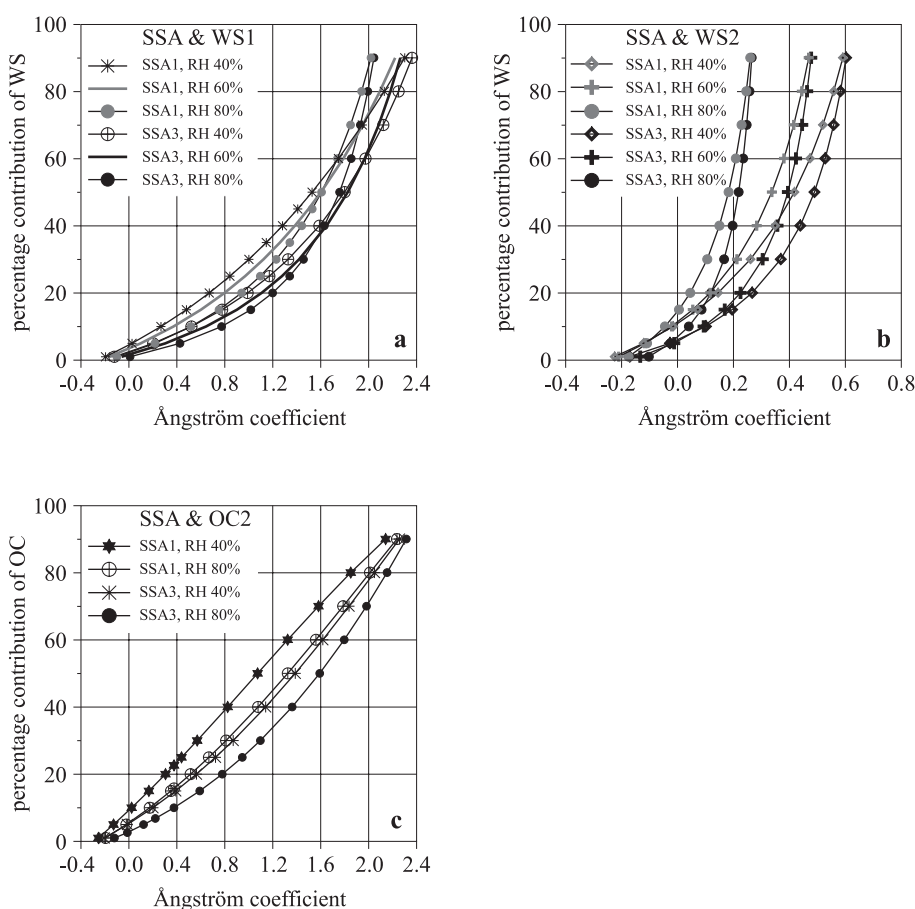 SSA & WS1
SSA1, RH 40%
SSA1, RH 60%
SSA1, RH 80%
SSA3, RH 40%
SSA3, RH 60%
SSA3, RH 80%
percentage contribution of WS
100
80
60
40
20
0
a
-0.4 0.0 0.4 0.8 1.2 1.6 2.0 2.4
Ångström coefficient
SSA & WS2
SSA1, RH 40%
SSA1, RH 60%
SSA1, RH 80%
SSA3, RH 40%
SSA3, RH 60%
SSA3, RH 80%
percentage contribution of WS
100
80
60
40
20
0
b
-0.4 -0.2 0.0 0.2 0.4 0.6 0.8
Ångström coefficient
SSA & OC2
SSA1, RH 40%
SSA1, RH 80%
SSA3, RH 40%
SSA3, RH 80%
percentage contribution of OC
100
80
60
40
20
0
c
-0.4 0.0 0.4 0.8 1.2 1.6 2.0 2.4
Ångström coefficient